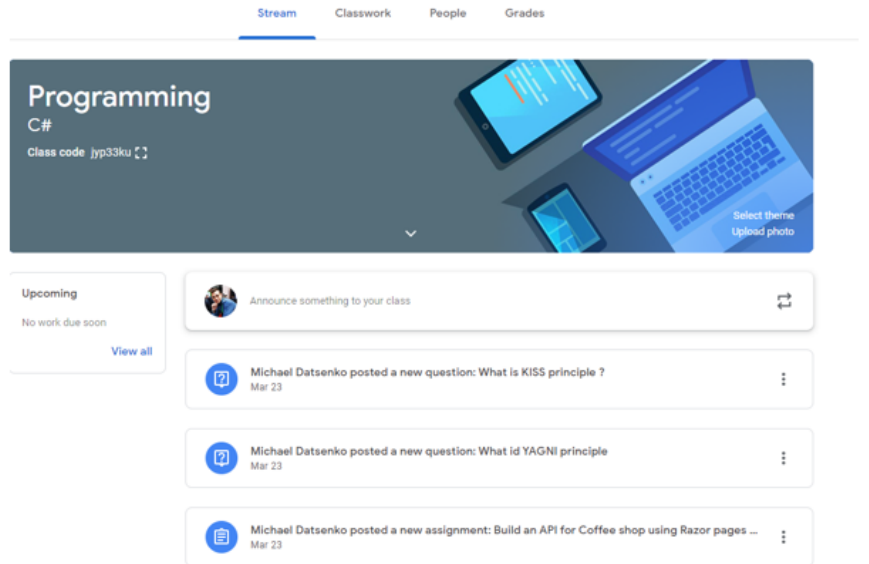 Stream Classwork People Grades
Programming
C#
Class code jyp33ku
Select theme
Upload photo
Upcoming
No work due soon
View all
Announce something to your class
Michael Datsenko posted a new question: What is KISS principle ?
Mar 23
Michael Datsenko posted a new question: What id YAGNI principle
Mar 23
Michael Datsenko posted a new assignment: Build an API for Coffee shop using Razor pages ...
Mar 23